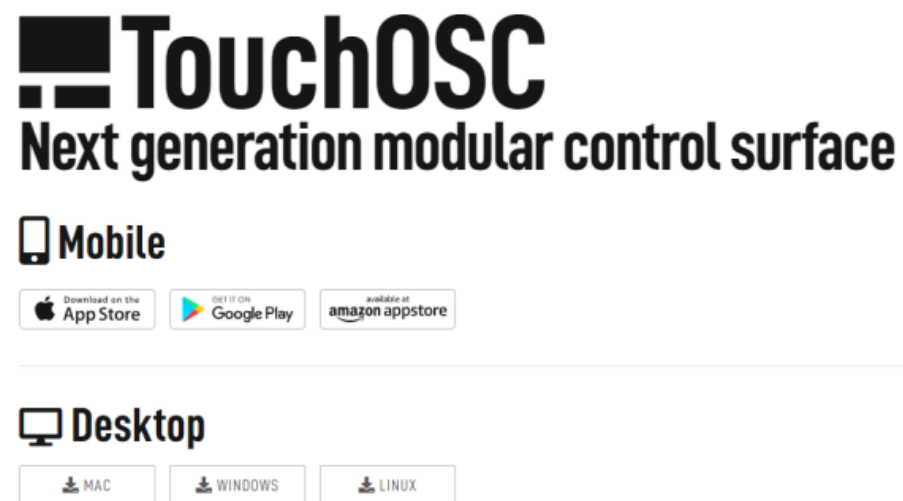 TouchOSC
Next generation modular control surface
Mobile
Download on the
App Store
GET IT ON
Google Play
available at
amazon appstore
Desktop
MAC
WINDOWS
LINUX